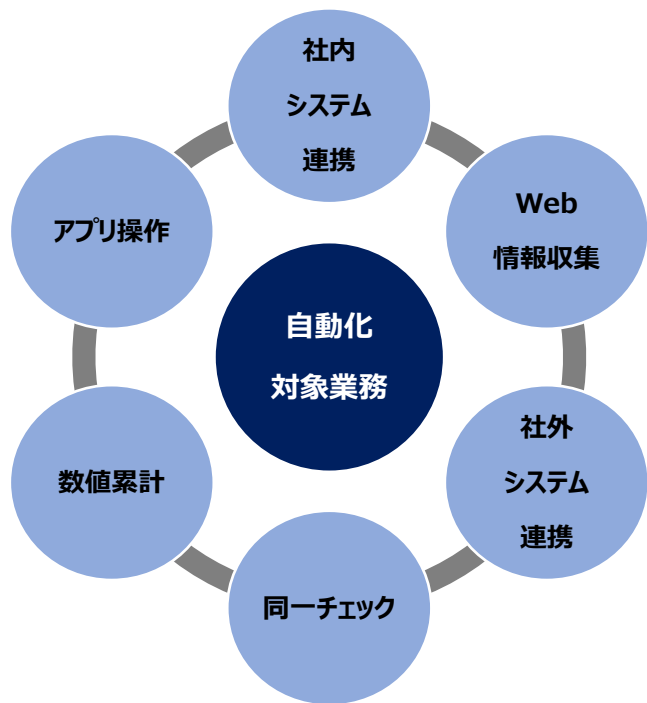 社内
システム
連携
Web
情報収集
社外
システム
連携
同一チェック
数値累計
アプリ操作
自動化
対象業務